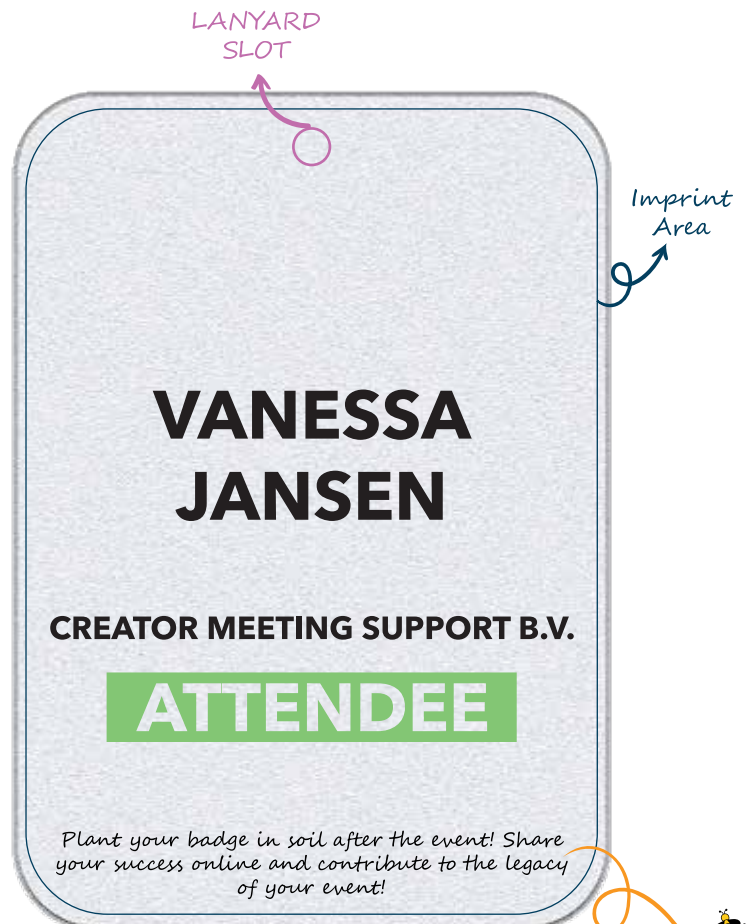 LANYARD
SLOT
Imprint
Area
VANESSA
JANSEN
CREATOR MEETING SUPPORT B.V.
ATTENDEE
Plant your badge in soil after the event! Share
your success online and contribute to the legacy
of your event!